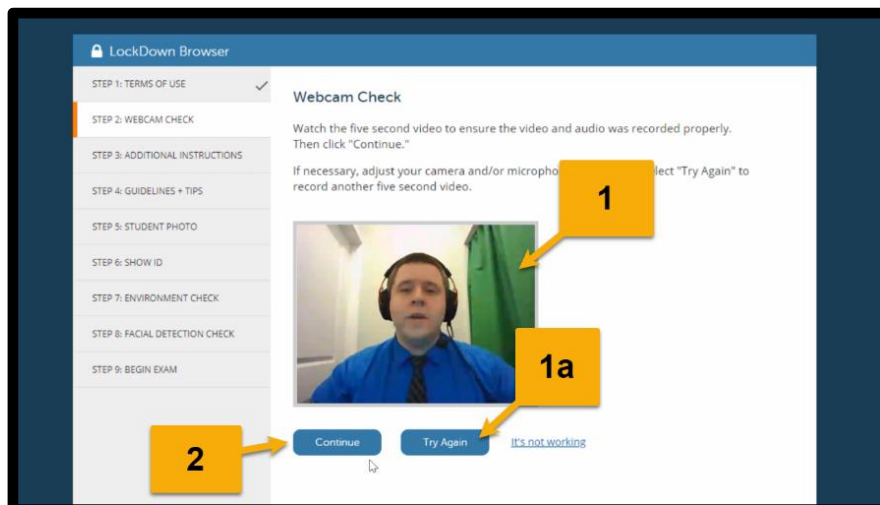 LockDown Browser
STEP 1: TERMS OF USE
STEP 2: WEBCAM CHECK
STEP 3: ADDITIONAL INSTRUCTIONS
STEP 4: GUIDELINES + TIPS
STEP 5: STUDENT PHOTO
STEP 6: SHOW ID
STEP 7: ENVIRONMENT CHECK
STEP 8: FACIAL DETECTION CHECK
STEP 9: BEGIN EXAM
Webcam Check
Watch the five second video to ensure the video and audio was recorded properly.
Then click "Continue."
If necessary, adjust your camera and/or to
record another five second video.
1
1a
2
Continue
Try Again
It's not working